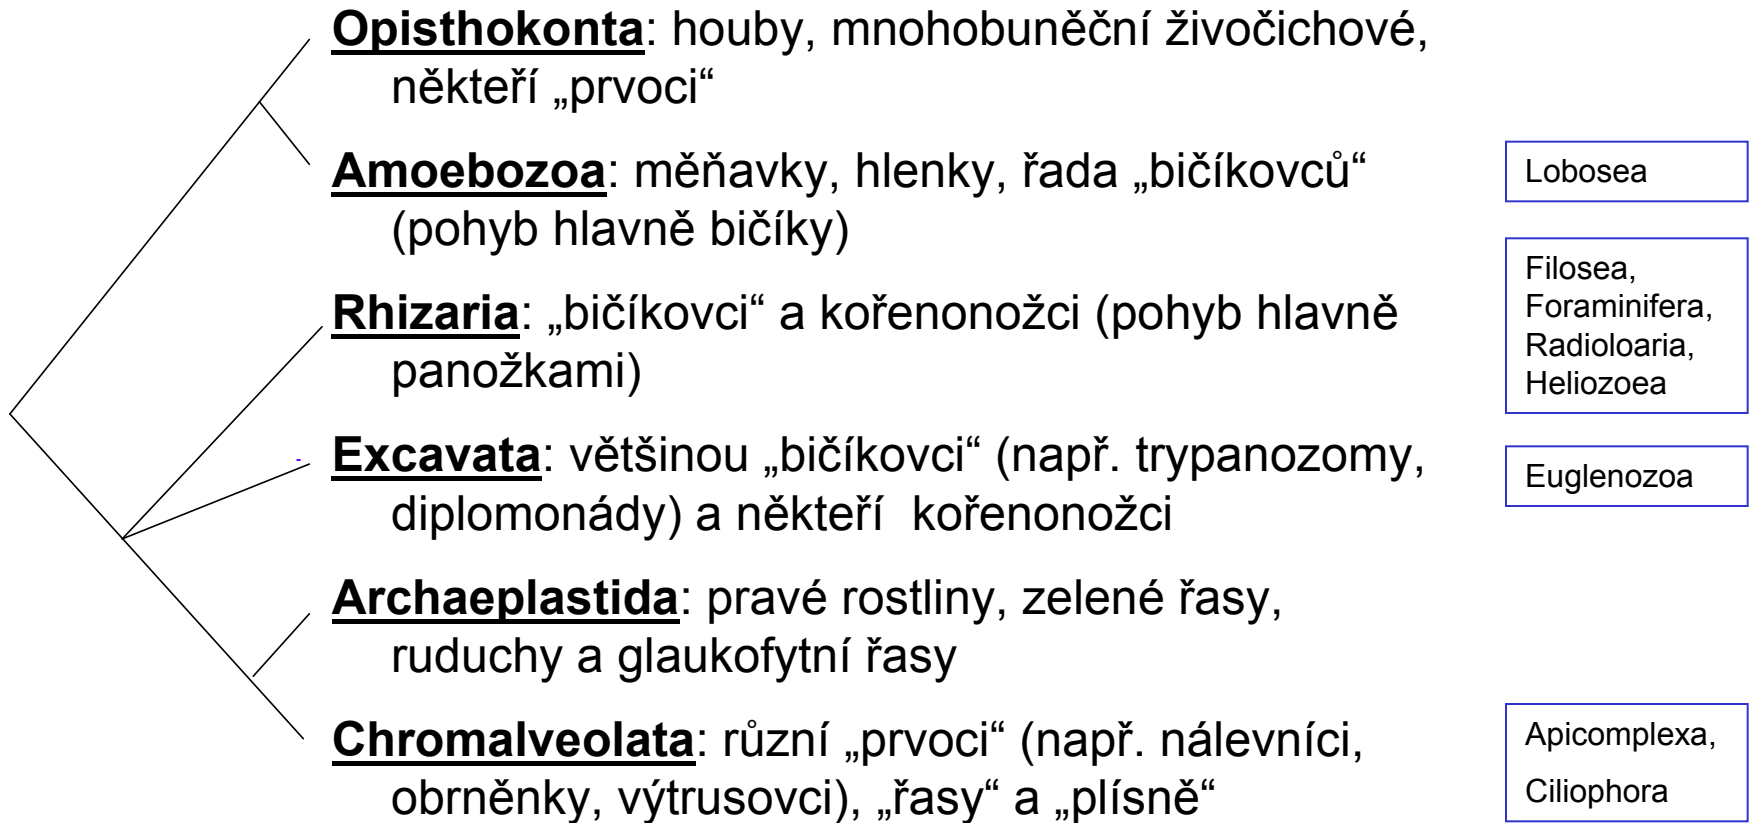 Opisthokonta: houby, mnohobuněční živočichové,
někteří „prvoci“
Amoebozoa: měňavky, hlenky, řada „bičíkovců“
(pohyb hlavně bičíky)
Lobosea
Rhizaria: „bičíkovci“ a kořenonožci (pohyb hlavně
panožkami)
Filosea,
Foraminifera,
Radioloaria,
Heliozoea
Excavata: většinou „bičíkovci“ (např. trypanozomy,
diplomonády) a někteří kořenonožci
Euglenozoa
Archaeplastida: pravé rostliny, zelené řasy,
ruduchy a glaukofytní řasy
Chromalveolata: různí „prvoci“ (např. nálevníci,
obrněnky, výtrusovci), „řasy“ a „plísně“
Apicomplexa,
Ciliophora